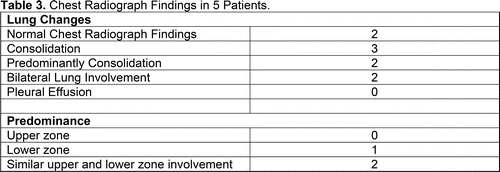 Table 3. Chest Radiograph Findings in 5 Patients.
Lung Changes
Normal Chest Radiograph Findings 2
Consolidation 3
Predominantly Consolidation 2
Bilateral Lung Involvement 2
Pleural Effusion 0
Predominance
Upper zone 0
Lower zone 1
Similar upper and lower zone involvement 2